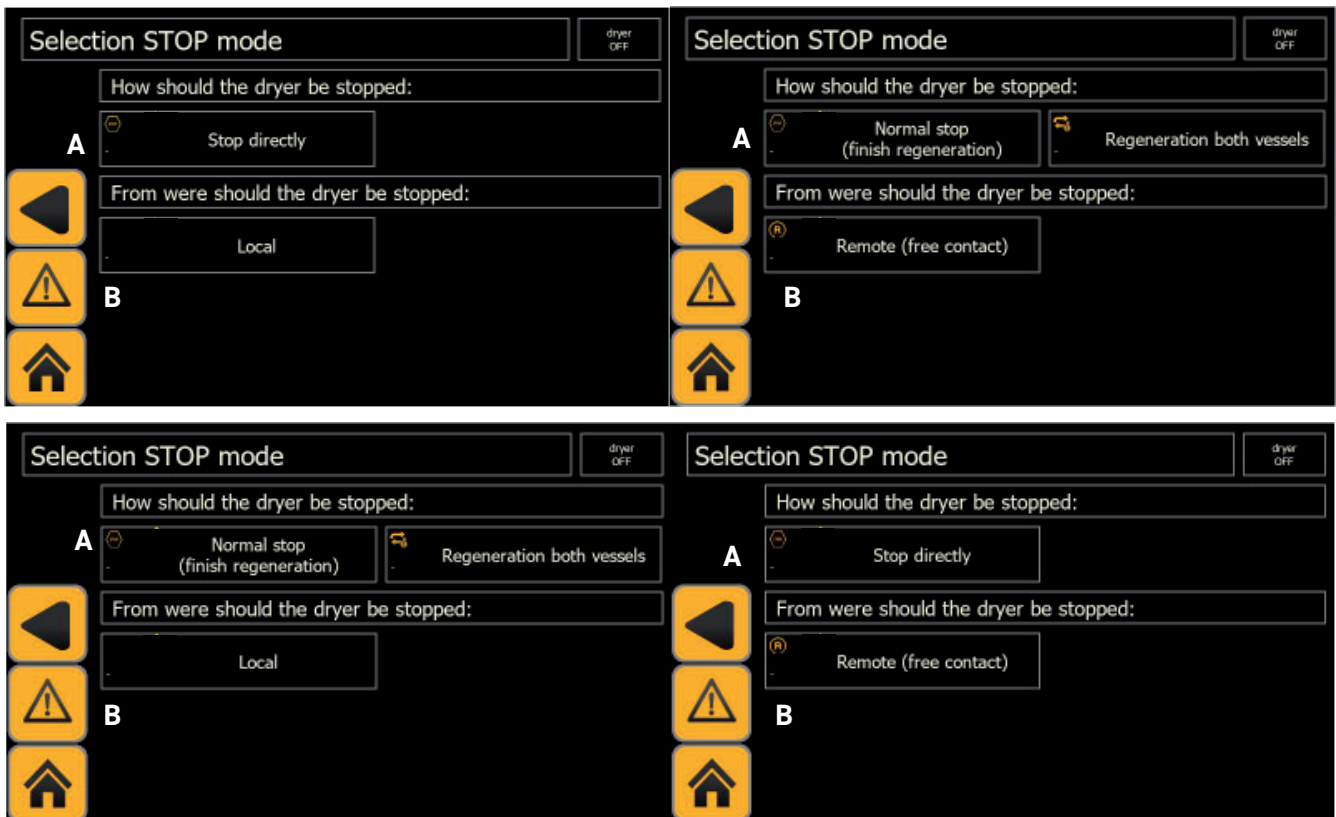 Selection STOP mode
dryer
OFF
How should the dryer be stopped:
A
Stop directly
-
From were should the dryer be stopped:
Local
-
B
Selection STOP mode
dryer
OFF
How should the dryer be stopped:
A
Normal stop
(finish regeneration)
-
Regeneration both vessels
-
From were should the dryer be stopped:
R
Remote (free contact)
-
B
Selection STOP mode
dryer
OFF
How should the dryer be stopped:
A
Normal stop
(finish regeneration)
-
Regeneration both vessels
-
From were should the dryer be stopped:
Local
-
B
Selection STOP mode
dryer
OFF
How should the dryer be stopped:
A
Stop directly
-
From were should the dryer be stopped:
R
Remote (free contact)
-
B